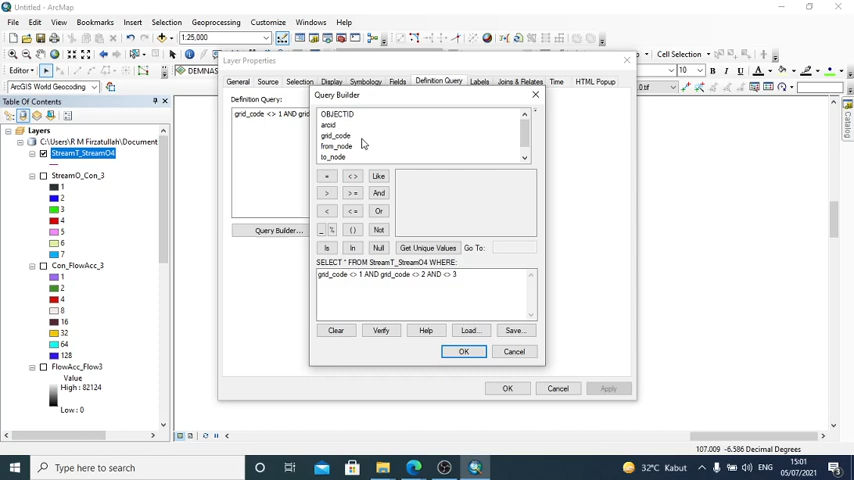 Untitled - ArcMap
File Edit View Bookmarks Insert Selection Geoprocessing Customize Windows Help
1:25,000
Editor
DEMNAS
10
B I U A
Cell Selection
ArcGIS World Geocoding
.0.tif
Table Of Contents
Layers
C:\Users\R M Firzatullah\Document
StreamT_StreamO4
StreamO_Con_3
1
2
3
4
5
6
7
Con_FlowAcc_3
1
2
4
8
16
32
64
128
FlowAcc_Flow3
Value
High : 82124
Low : 0
Layer Properties
General Source Selection Display Symbology Fields Definition Query Labels Joins & Relates Time HTML Popup
Definition Query:
grid_code <> 1 AND grid
Query Builder...
OK Cancel Apply
Query Builder
OBJECTID
arcid
grid_code
from_node
to_node
= < > Like
> > = And
< < = Or
_ % ( ) Not
Is In Null Get Unique Values Go To:
SELECT * FROM StreamT_StreamO4 WHERE:
grid_code <> 1 AND grid_code <> 2 AND <> 3
Clear Verify Help Load... Save...
OK Cancel
Catalog
107.009 -6.586 Decimal Degrees
Type here to search
32°C Kabut
ENG
15:01
05/07/2021
3